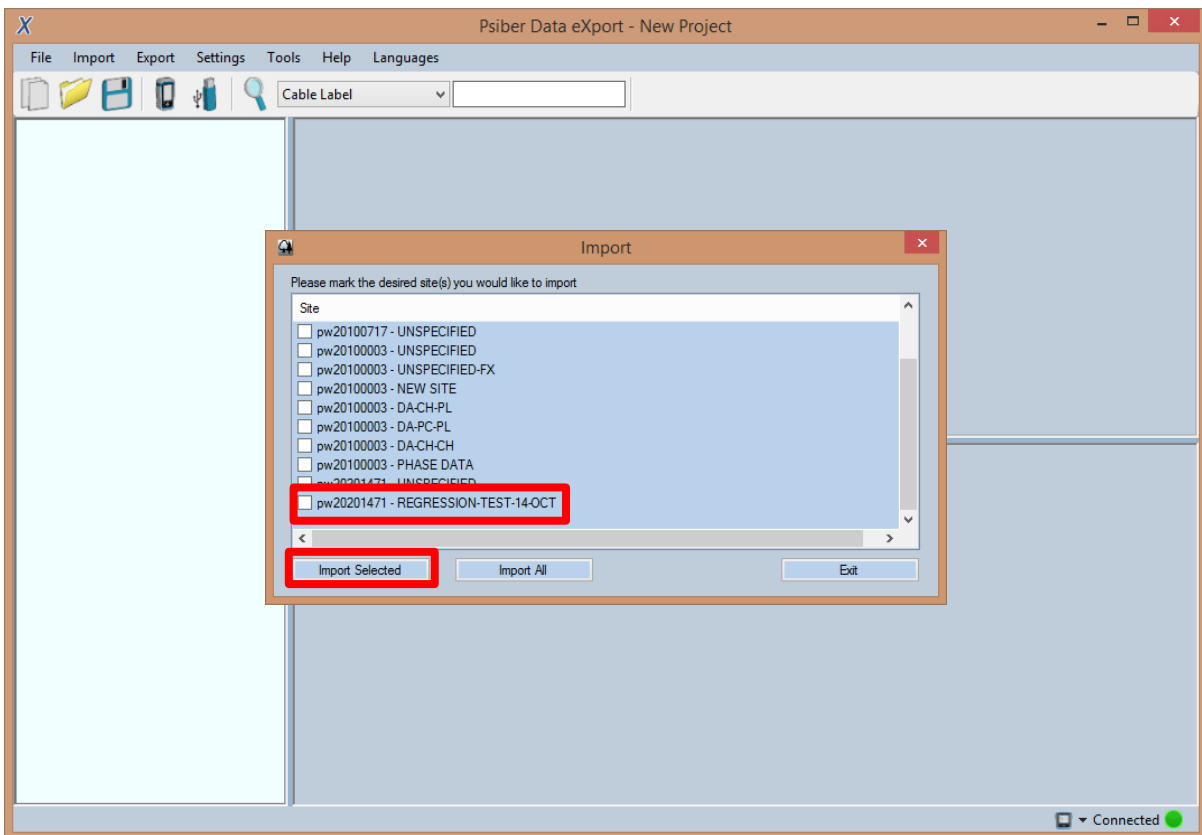 X
Psiber Data eXport - New Project
File Import Export Settings Tools Help Languages
Cable Label
Import
Please mark the desired site(s) you would like to import
Site
pw20100717 - UNSPECIFIED
pw20100003 - UNSPECIFIED
pw20100003 - UNSPECIFIED-FX
pw20100003 - NEW SITE
pw20100003 - DA-CH-PL
pw20100003 - DA-PC-PL
pw20100003 - DA-CH-CH
pw20100003 - PHASE DATA
pw20201471 - UNSPECIFIED
pw20201471 - REGRESSION-TEST-14-OCT
Import Selected Import All Exit
Connected